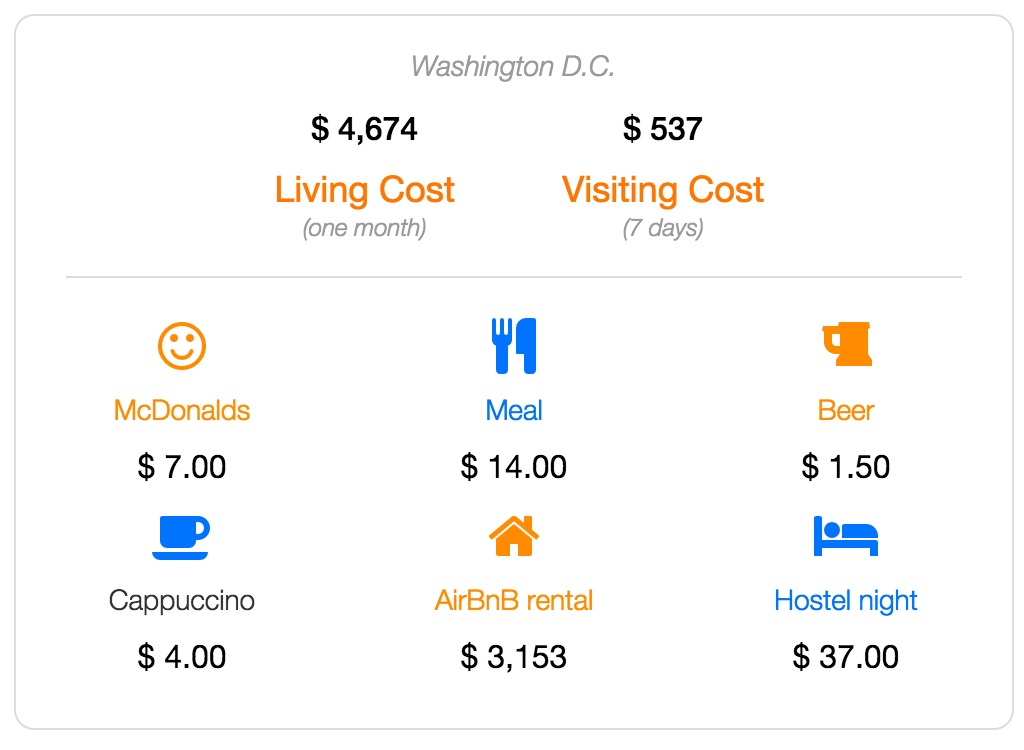 Washington D.C.
$ 4,674 $ 537
Living Cost Visiting Cost
(one month) (7 days)
McDonalds Meal Beer
$ 7.00 $ 14.00 $ 1.50
Cappuccino AirBnB rental Hostel night
$ 4.00 $ 3,153 $ 37.00